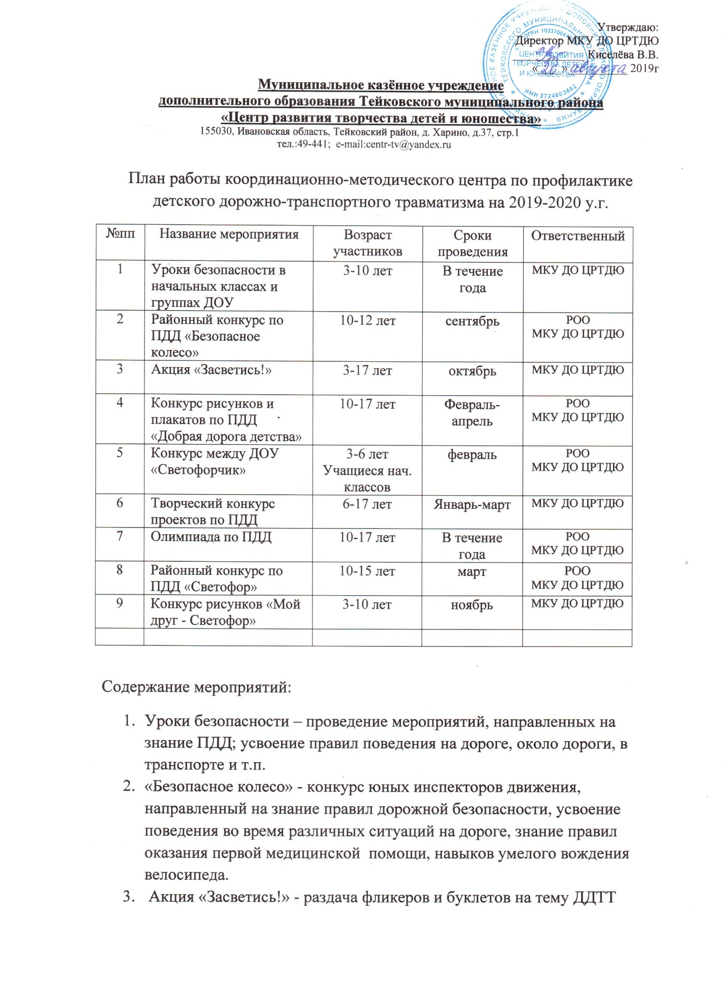 Утверждаю:
Директор МКУ ДО ЦРТДЮ
Киселёва В.В.
«26» августа 2019г
ЦЕНТР РАЗВИТИЯ
ТВОРЧЕСТВА ДЕТЕЙ
И ЮНОШЕСТВА
ИНН 3724003682
Муниципальное казённое учреждение
дополнительного образования Тейковского муниципального района
«Центр развития творчества детей и юношества»
155030, Ивановская область, Тейковский район, д. Харино, д.37, стр.1
тел.:49-441;  e-mail:centr-tv@yandex.ru
План работы координационно-методического центра по профилактике
детского дорожно-транспортного травматизма на 2019-2020 у.г.
№пп Название мероприятия Возраст участников Сроки проведения Ответственный
1 Уроки безопасности в начальных классах и группах ДОУ 3-10 лет В течение года МКУ ДО ЦРТДЮ
2 Районный конкурс по ПДД «Безопасное колесо» 10-12 лет сентябрь РОО МКУ ДО ЦРТДЮ
3 Акция «Засветись!» 3-17 лет октябрь МКУ ДО ЦРТДЮ
4 Конкурс рисунков и плакатов по ПДД «Добрая дорога детства» 10-17 лет Февраль-апрель РОО МКУ ДО ЦРТДЮ
5 Конкурс между ДОУ «Светофорчик» 3-6 лет Учащиеся нач. классов февраль РОО МКУ ДО ЦРТДЮ
6 Творческий конкурс проектов по ПДД 6-17 лет Январь-март МКУ ДО ЦРТДЮ
7 Олимпиада по ПДД 10-17 лет В течение года РОО МКУ ДО ЦРТДЮ
8 Районный конкурс по ПДД «Светофор» 10-15 лет март РОО МКУ ДО ЦРТДЮ
9 Конкурс рисунков «Мой друг - Светофор» 3-10 лет ноябрь МКУ ДО ЦРТДЮ
Содержание мероприятий:
1. Уроки безопасности – проведение мероприятий, направленных на
знание ПДД; усвоение правил поведения на дороге, около дороги, в
транспорте и т.п.
2. «Безопасное колесо» - конкурс юных инспекторов движения,
направленный на знание правил дорожной безопасности, усвоение
поведения во время различных ситуаций на дороге, знание правил
оказания первой медицинской  помощи, навыков умелого вождения
велосипеда.
3. Акция «Засветись!» - раздача фликеров и буклетов на тему ДДТТ